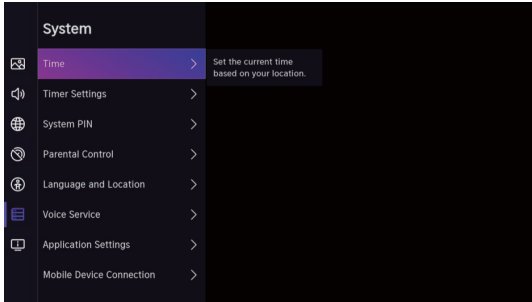 System
Time
Set the current time
based on your location.
Timer Settings
System PIN
Parental Control
Language and Location
Voice Service
Application Settings
Mobile Device Connection